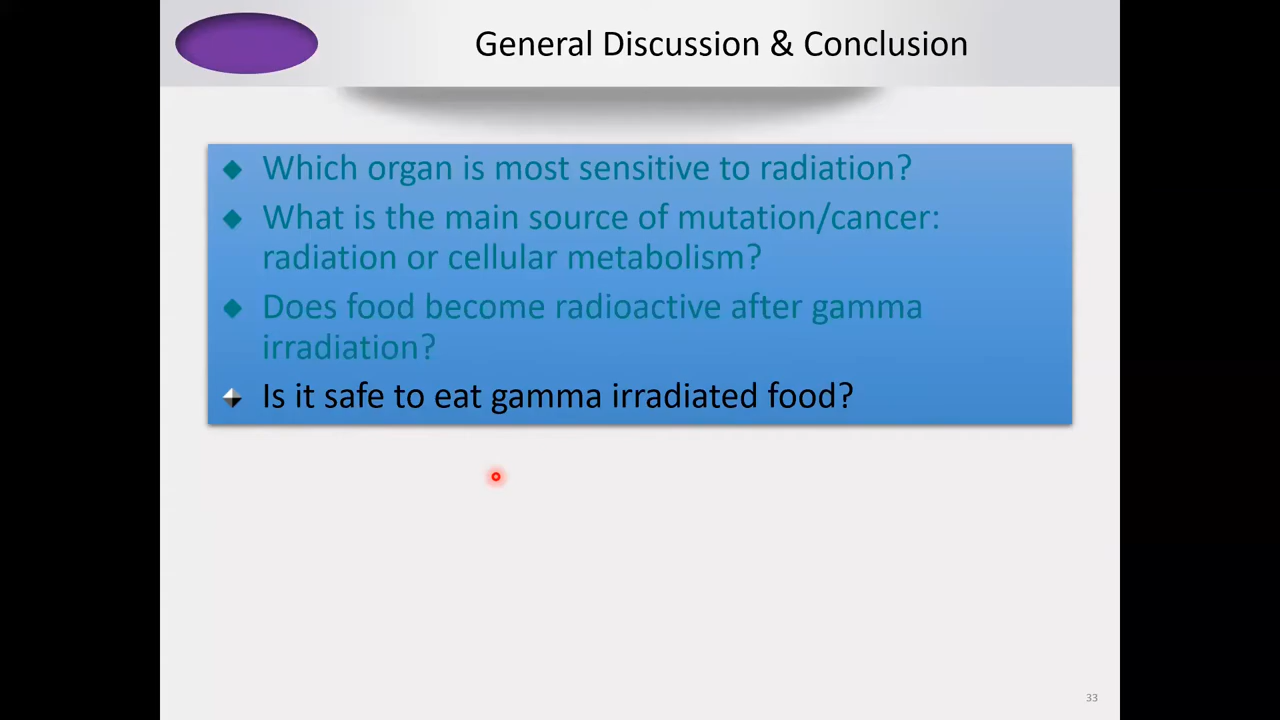 General Discussion & Conclusion
Which organ is most sensitive to radiation?
What is the main source of mutation/cancer:
radiation or cellular metabolism?
Does food become radioactive after gamma
irradiation?
Is it safe to eat gamma irradiated food?
33